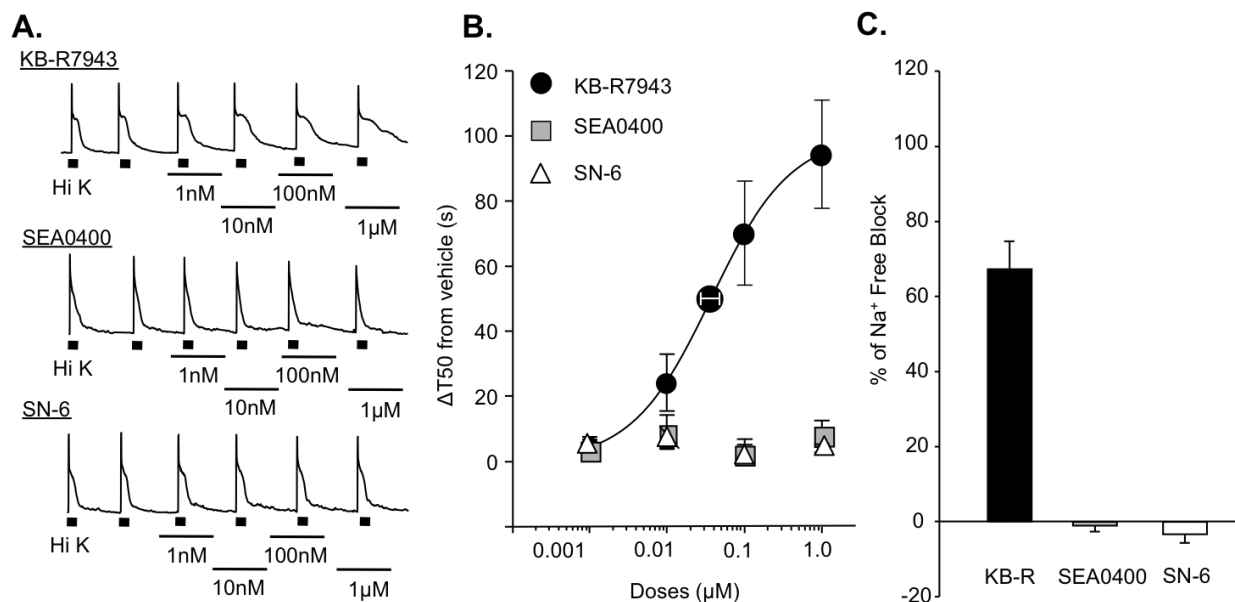 A.
KB-R7943
Hi K
1nM
10nM
100nM
1µM
SEA0400
Hi K
1nM
10nM
100nM
1µM
SN-6
Hi K
1nM
10nM
100nM
1µM
B.
ΔT50 from vehicle (s)
120
100
80
60
40
20
0
KB-R7943
SEA0400
SN-6
0.001
0.01
0.1
1.0
Doses (µM)
C.
% of Na⁺ Free Block
120
100
80
60
40
20
0
-20
KB-R
SEA0400
SN-6